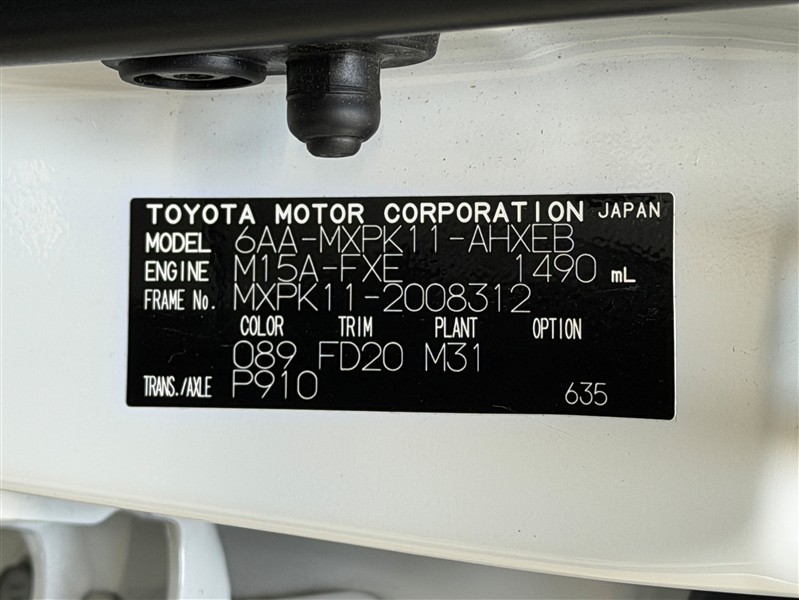 TOYOTA MOTOR CORPORATION JAPAN
MODEL 6AA-MXPK11-AHXEB
ENGINE M15A-FXE 1490 mL
FRAME No. MXPK11-2008312
COLOR TRIM PLANT OPTION
089 FD20 M31
TRANS./AXLE P910 635